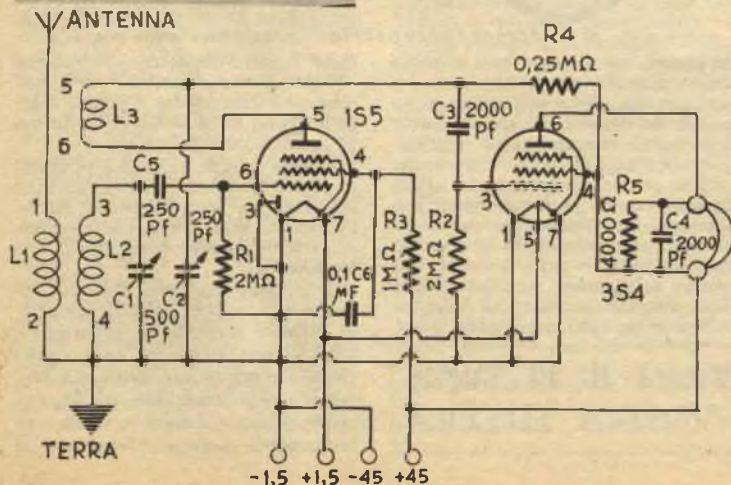 ANTENNA
R4
0,25MΩ
5
L3
6
5
1S5
C3
2000
Pf
6
C5
250
Pf
6
3
4
3
4
R5
1
3
250
Pf
R1
2MΩ
1
7
R3
1MΩ
R2
2MΩ
1
5
7
4000Ω
C4
2000
Pf
L1
L2
C1
500
Pf
C2
0,1
C6
µF
3S4
2
4
TERRA
-1,5 +1,5 -45 +45